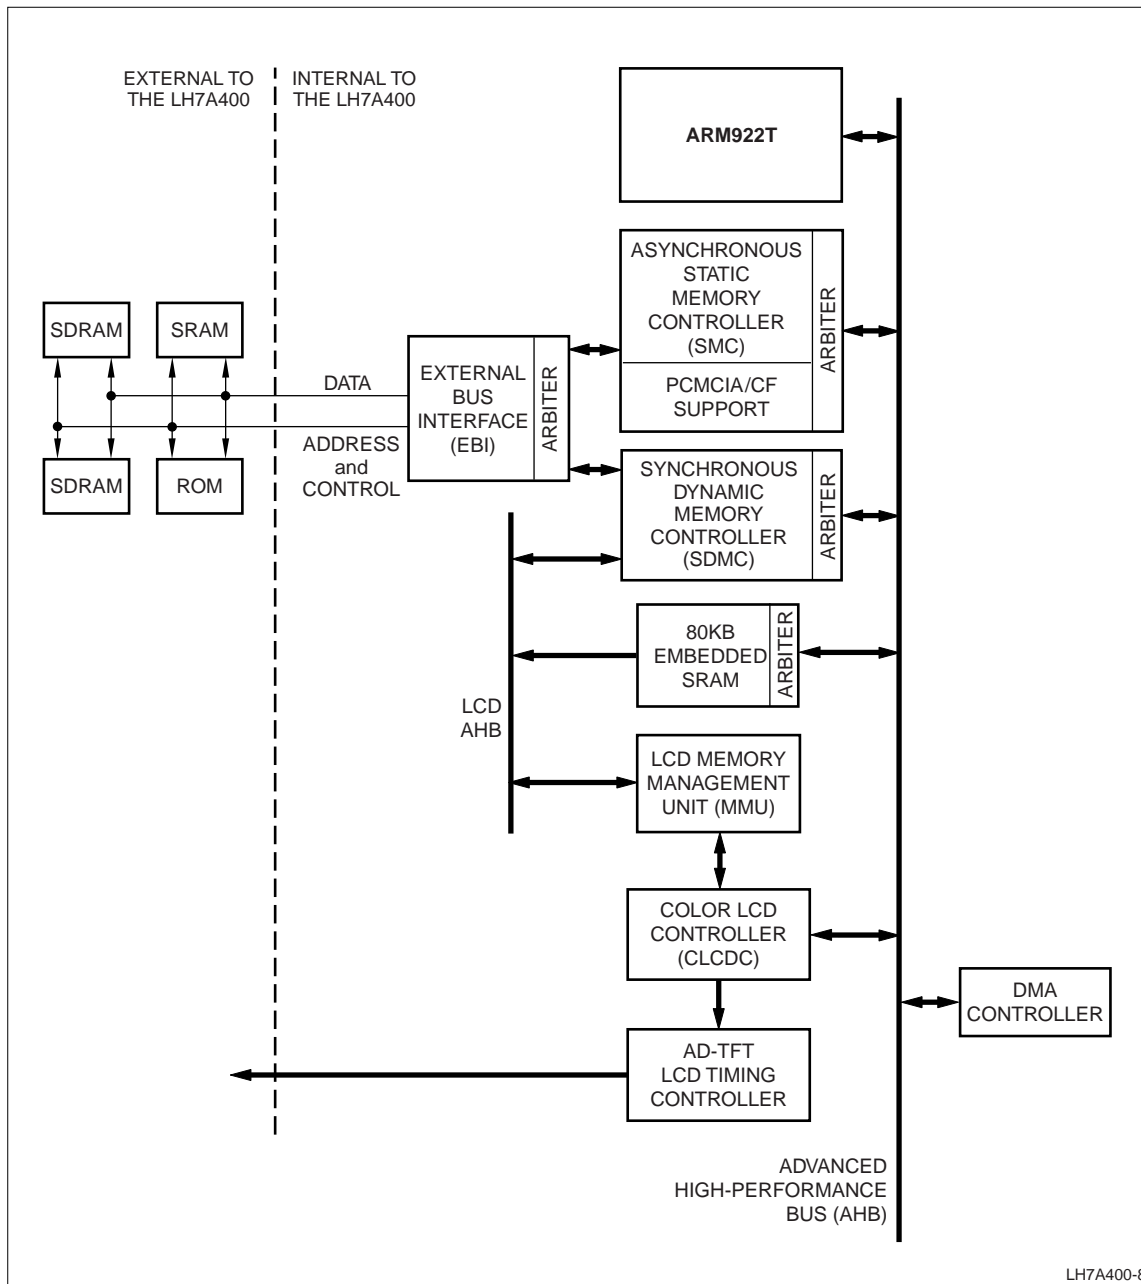 EXTERNAL TO
THE LH7A400
INTERNAL TO
THE LH7A400
ARM922T
ASYNCHRONOUS
STATIC
MEMORY
CONTROLLER
(SMC)
PCMCIA/CF
SUPPORT
ARBITER
SDRAM
SRAM
SDRAM
ROM
DATA
ADDRESS
and
CONTROL
EXTERNAL
BUS
INTERFACE
(EBI)
ARBITER
SYNCHRONOUS
DYNAMIC
MEMORY
CONTROLLER
(SDMC)
ARBITER
80KB
EMBEDDED
SRAM
ARBITER
LCD
AHB
LCD MEMORY
MANAGEMENT
UNIT (MMU)
COLOR LCD
CONTROLLER
(CLCDC)
DMA
CONTROLLER
AD-TFT
LCD TIMING
CONTROLLER
ADVANCED
HIGH-PERFORMANCE
BUS (AHB)
LH7A400-8